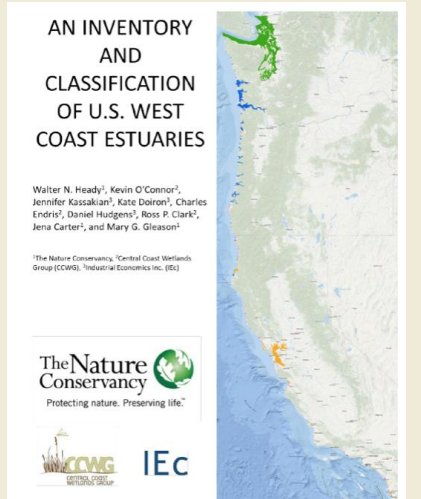 AN INVENTORY
AND
CLASSIFICATION
OF U.S. WEST
COAST ESTUARIES
Walter N. Heady¹, Kevin O'Connor²,
Jennifer Kassakian³, Kate Doiron³, Charles
Endris², Daniel Hudgens³, Ross P. Clark²,
Jena Carter¹, and Mary G. Gleason¹
¹The Nature Conservancy, ²Central Coast Wetlands
Group (CCWG), ³Industrial Economics Inc. (IEc)
The Nature
Conservancy
Protecting nature. Preserving life.™
CCWG
CENTRAL COAST
WETLANDS GROUP
IEc